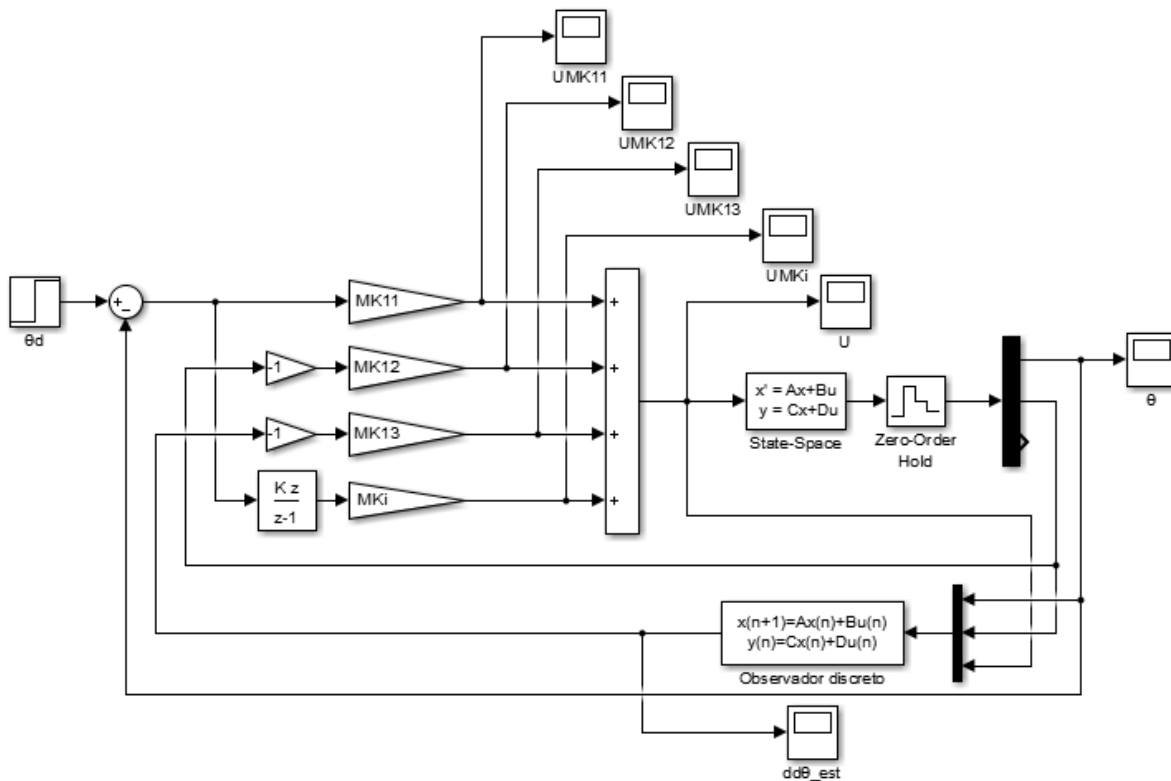 UMK11
UMK12
UMK13
UMKi
θd
+
−
MK11
+
U
-1
MK12
+
x' = Ax+Bu
y = Cx+Du
State-Space
Zero-Order
Hold
θ
-1
MK13
+
K z
z-1
MKi
+
x(n+1)=Ax(n)+Bu(n)
y(n)=Cx(n)+Du(n)
Observador discreto
ddθ_est